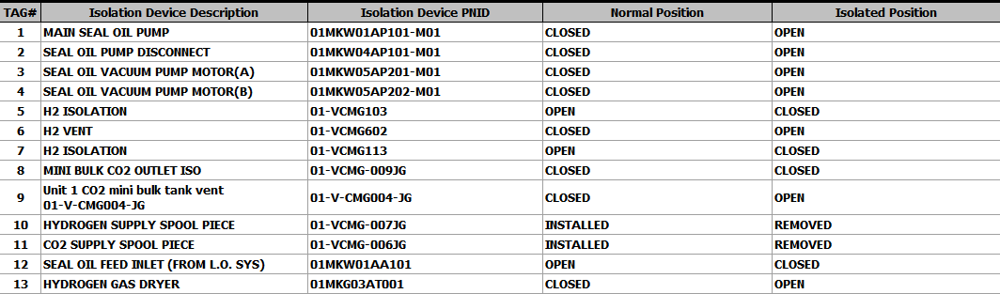 TAG# Isolation Device Description Isolation Device PNID Normal Position Isolated Position
1 MAIN SEAL OIL PUMP 01MKW01AP101-M01 CLOSED OPEN
2 SEAL OIL PUMP DISCONNECT 01MKW04AP101-M01 CLOSED OPEN
3 SEAL OIL VACUUM PUMP MOTOR(A) 01MKW05AP201-M01 CLOSED OPEN
4 SEAL OIL VACUUM PUMP MOTOR(B) 01MKW05AP202-M01 CLOSED OPEN
5 H2 ISOLATION 01-VCMG103 OPEN CLOSED
6 H2 VENT 01-VCMG602 CLOSED OPEN
7 H2 ISOLATION 01-VCMG113 OPEN CLOSED
8 MINI BULK CO2 OUTLET ISO 01-VCMG-009JG CLOSED CLOSED
9 Unit 1 CO2 mini bulk tank vent
01-V-CMG004-JG 01-V-CMG004-JG CLOSED OPEN
10 HYDROGEN SUPPLY SPOOL PIECE 01-VCMG-007JG INSTALLED REMOVED
11 CO2 SUPPLY SPOOL PIECE 01-VCMG-006JG INSTALLED REMOVED
12 SEAL OIL FEED INLET (FROM L.O. SYS) 01MKW01AA101 OPEN CLOSED
13 HYDROGEN GAS DRYER 01MKG03AT001 CLOSED OPEN